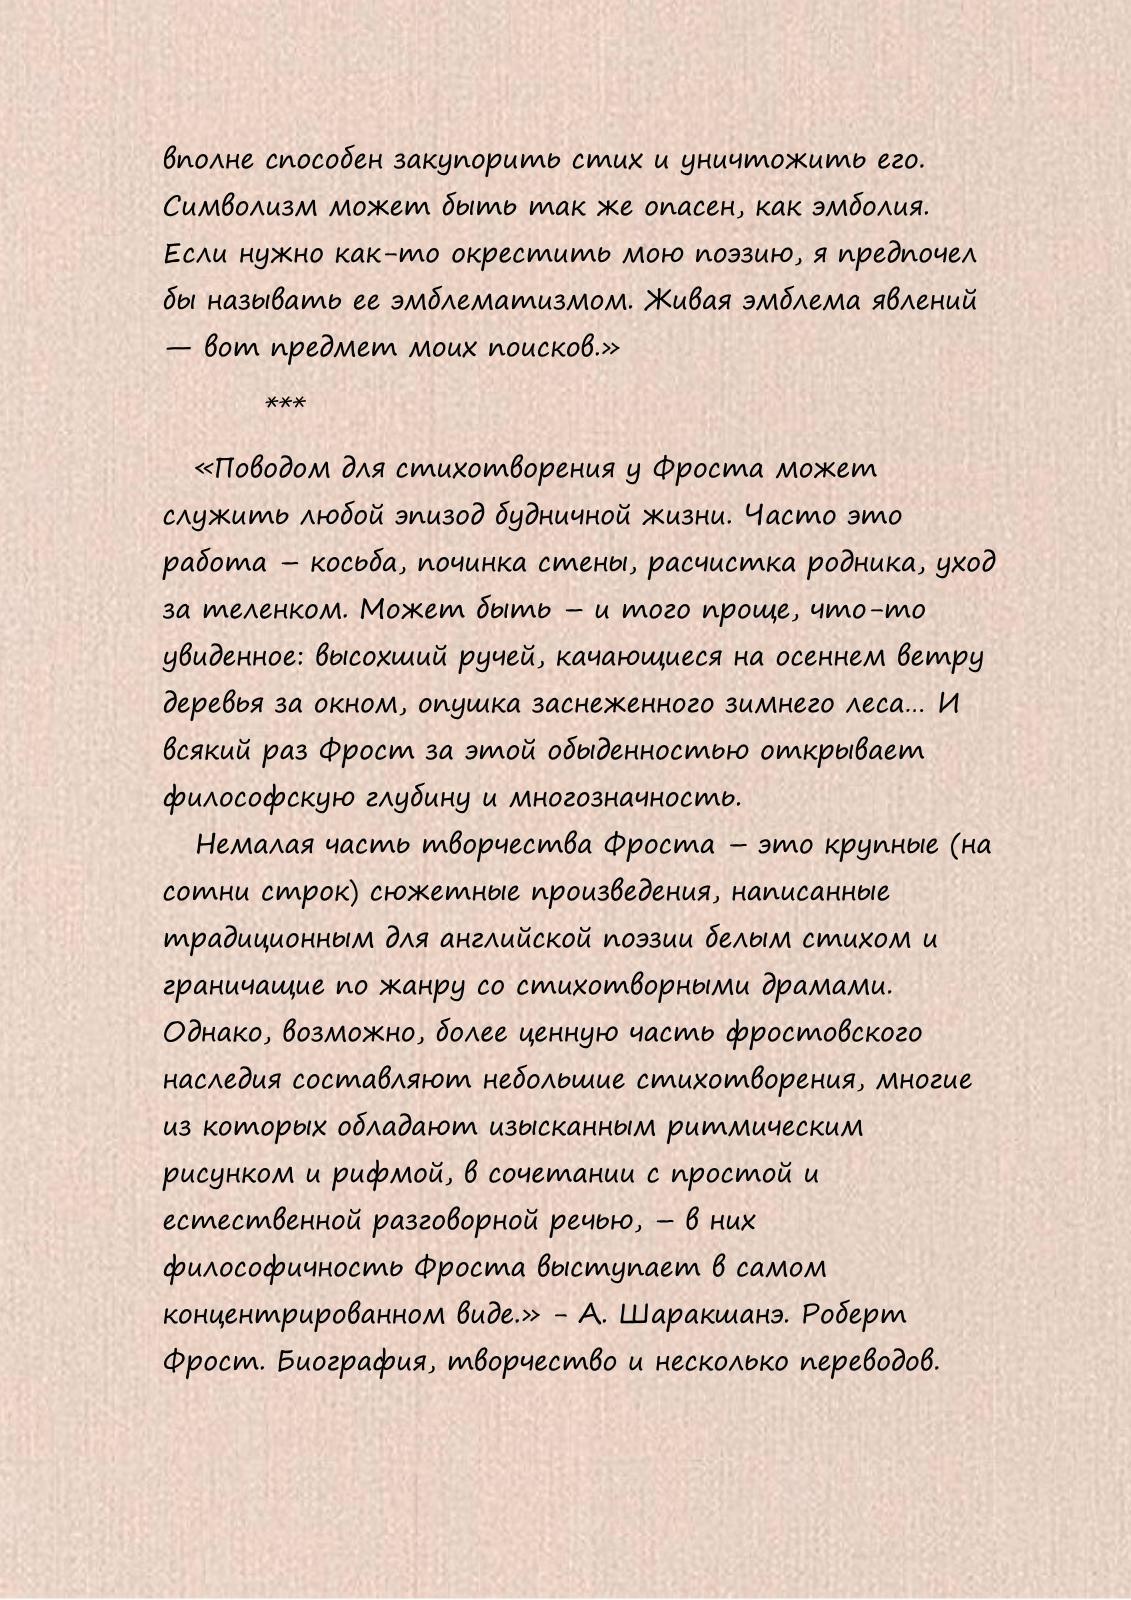 вполне способен закупорить стих и уничтожить его.
Символизм может быть так же опасен, как эмболия.
Если нужно как-то окрестить мою поэзию, я предпочел
бы называть ее эмблематизмом. Живая эмблема явлений
— вот предмет моих поисков.»
***
«Поводом для стихотворения у Фроста может
служить любой эпизод будничной жизни. Часто это
работа – косьба, починка стены, расчистка родника, уход
за теленком. Может быть – и того проще, что-то
увиденное: высохший ручей, качающиеся на осеннем ветру
деревья за окном, опушка заснеженного зимнего леса... И
всякий раз Фрост за этой обыденностью открывает
философскую глубину и многозначность.
Немалая часть творчества Фроста – это крупные (на
сотни строк) сюжетные произведения, написанные
традиционным для английской поэзии белым стихом и
граничащие по жанру со стихотворными драмами.
Однако, возможно, более ценную часть фростовского
наследия составляют небольшие стихотворения, многие
из которых обладают изысканным ритмическим
рисунком и рифмой, в сочетании с простой и
естественной разговорной речью, – в них
философичность Фроста выступает в самом
концентрированном виде.» - А. Шаракшанэ. Роберт
Фрост. Биография, творчество и несколько переводов.